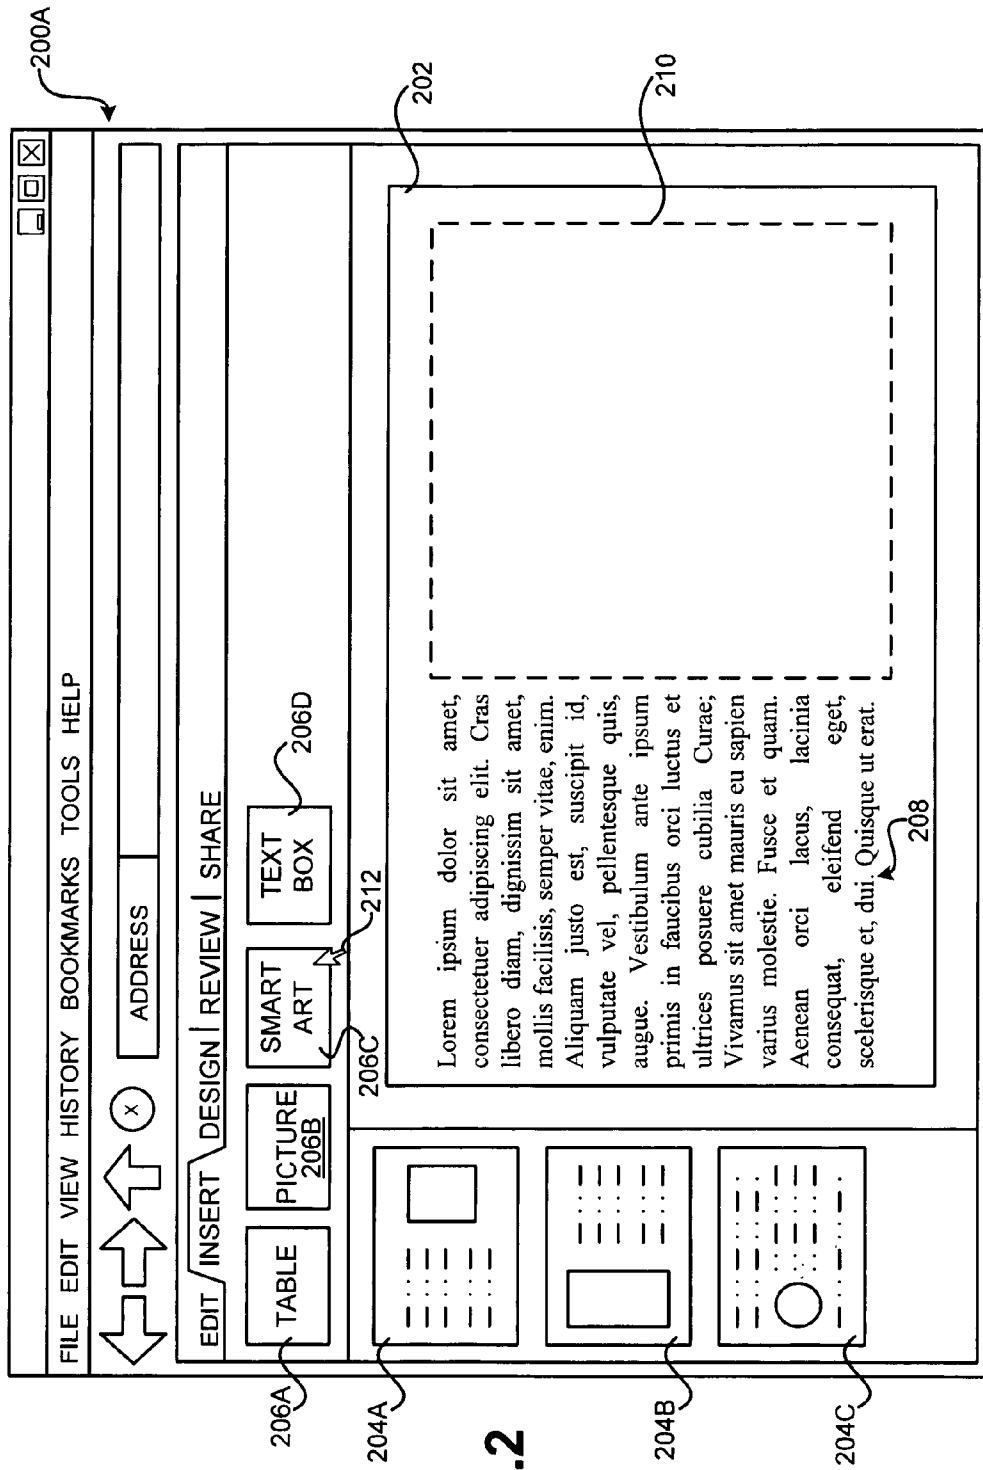 200A
FILE EDIT VIEW HISTORY BOOKMARKS TOOLS HELP
X
ADDRESS
EDIT INSERT DESIGN REVIEW SHARE
TABLE
PICTURE
206B
SMART
ART
TEXT
BOX
206A
206C
212
206D
204A
204B
204C
202
210
Lorem ipsum dolor sit amet,
consectetuer adipiscing elit. Cras
libero diam, dignissim sit amet,
mollis facilisis, semper vitae, enim.
Aliquam justo est, suscipit id,
vulputate vel, pellentesque quis,
augue. Vestibulum ante ipsum
primis in faucibus orci luctus et
ultrices posuere cubilia Curae;
Vivamus sit amet mauris eu sapien
varius molestie. Fusce et quam.
Aenean orci lacus, lacinia
consequat, eleifend eget,
scelerisque et, dui. Quisque ut erat.
208
.2